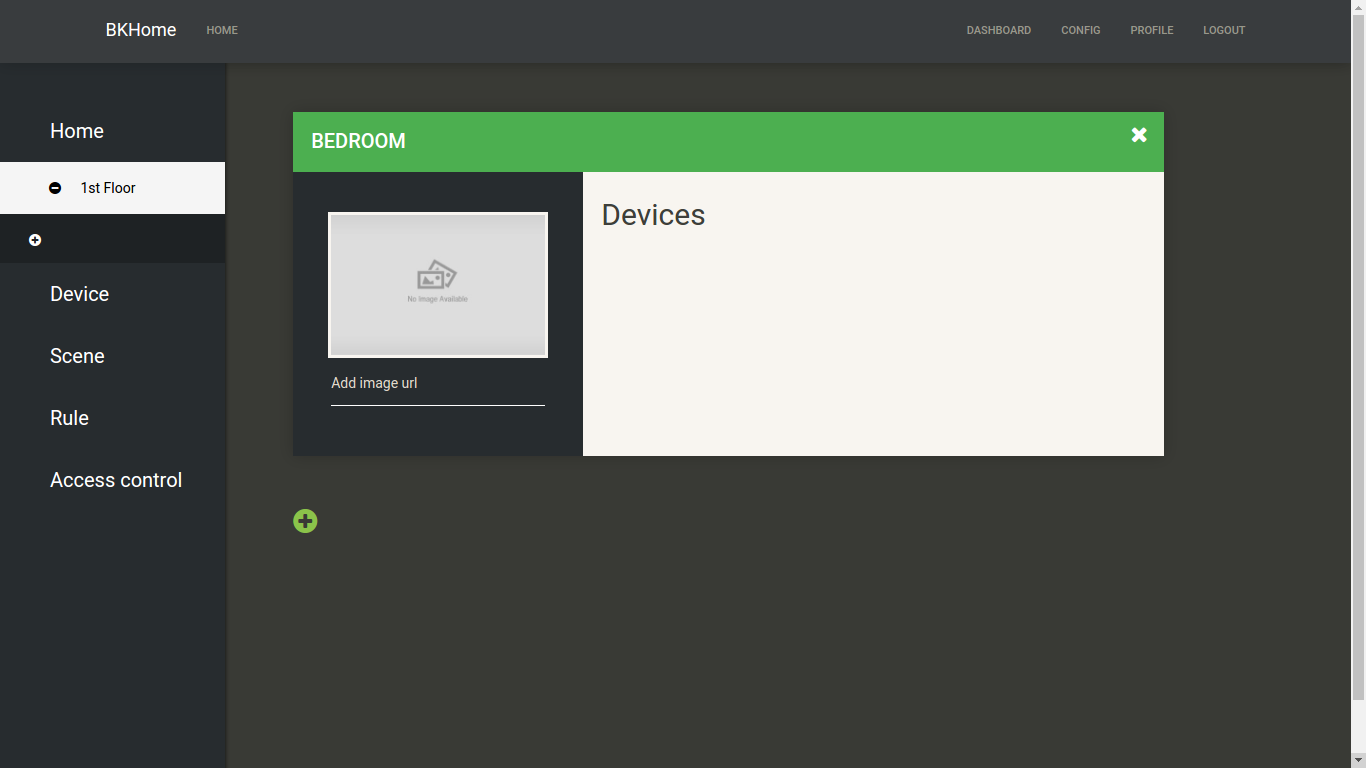 BKHome HOME DASHBOARD CONFIG PROFILE LOGOUT
Home
1st Floor
Device
Scene
Rule
Access control
BEDROOM
No Image Available
Add image url
Devices